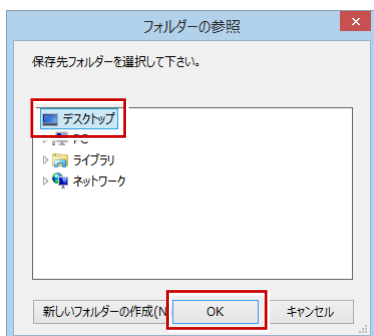 フォルダーの参照
保存先フォルダーを選択して下さい。
デスクトップ
PC
ライブラリ
ネットワーク
新しいフォルダーの作成(N
OK
キャンセル